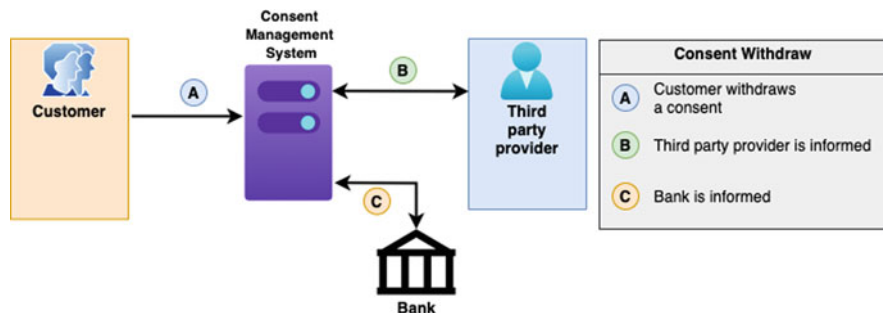 Consent
Management
System
Customer
A
B
Third
party
provider
C
Bank
Consent Withdraw
A Customer withdraws
a consent
B Third party provider is informed
C Bank is informed